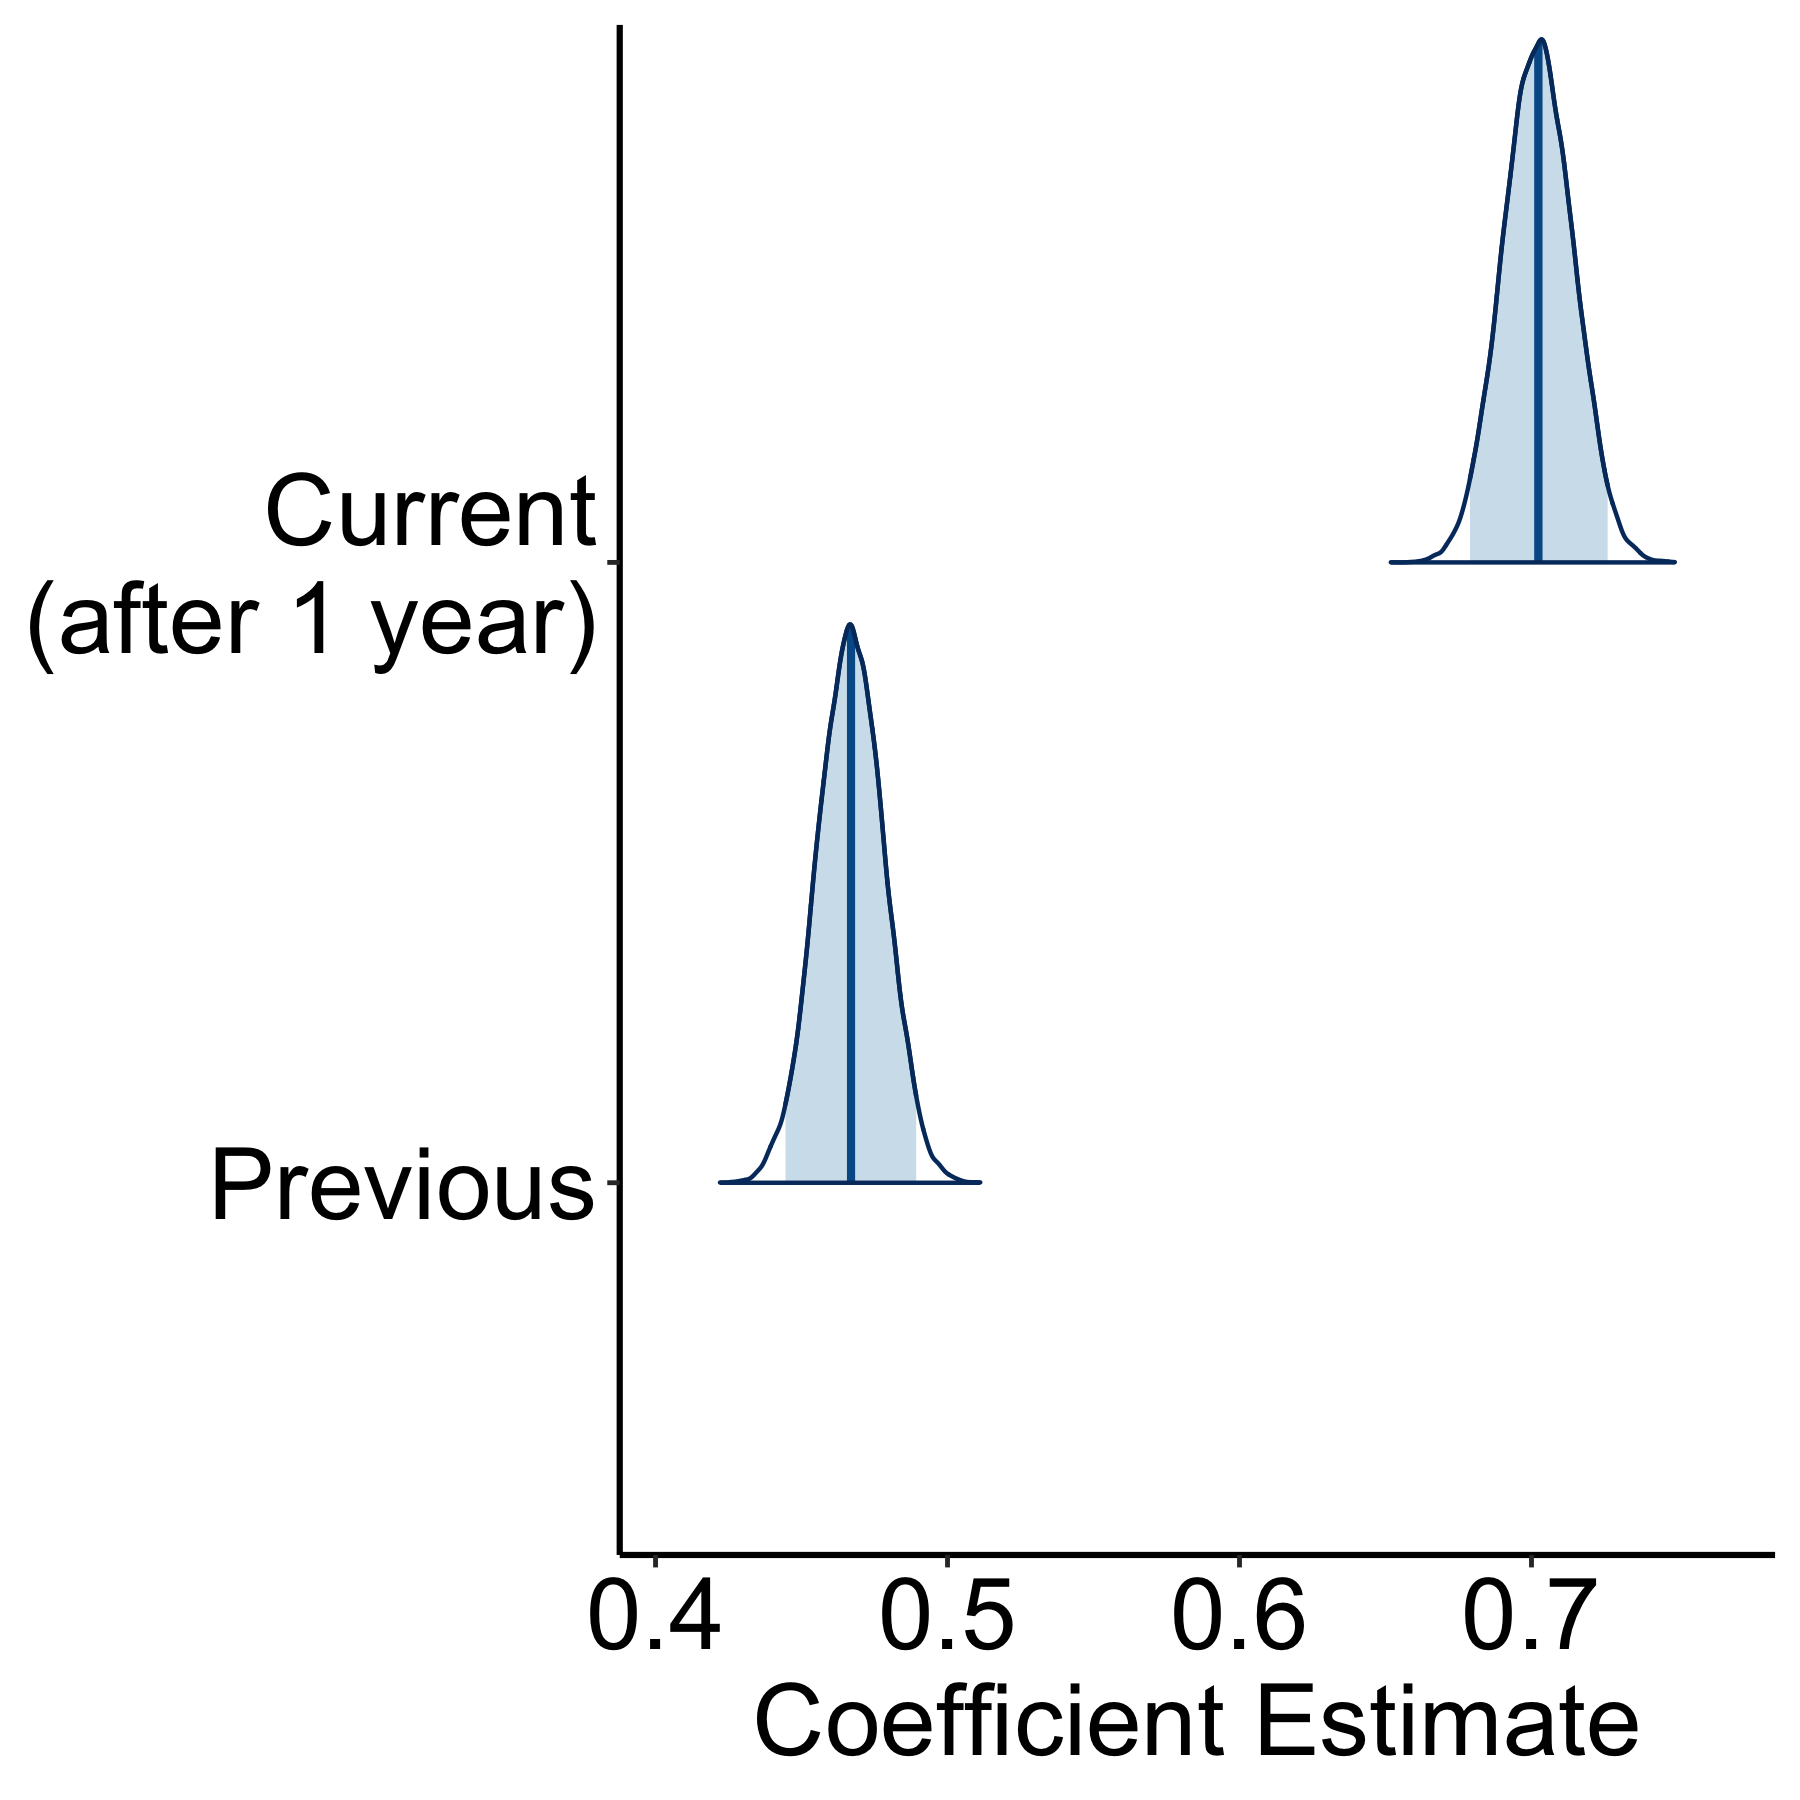 Current
(after 1 year)
Previous
0.4 0.5 0.6 0.7
Coefficient Estimate